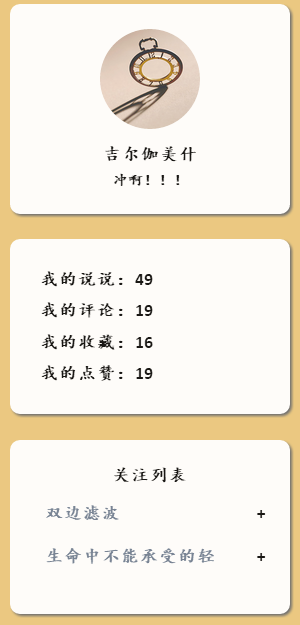 吉尔伽美什
冲啊！！！
我的说说：49
我的评论：19
我的收藏：16
我的点赞：19
关注列表
双边滤波 +
生命中不能承受的轻 +